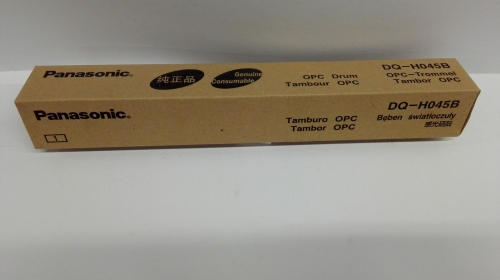 Panasonic®
純正品
Genuine
Consumable
OPC Drum
Tambour OPC
DQ-H045B
OPC-Trommel
Tambor OPC
Panasonic®
1
Tamburo OPC
Tambor OPC
DQ-H045B
Bęben światłoczuły